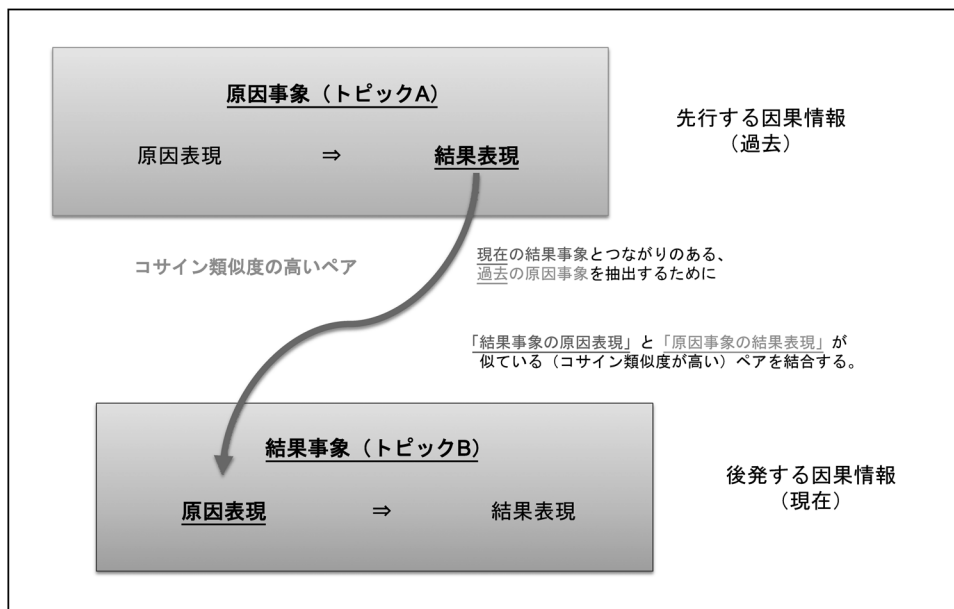 原因事象（トピックA）
原因表現 ⇒ 結果表現
先行する因果情報
（過去）
コサイン類似度の高いペア
現在の結果事象とつながりのある、
過去の原因事象を抽出するために
「結果事象の原因表現」と「原因事象の結果表現」が
似ている（コサイン類似度が高い）ペアを結合する。
結果事象（トピックB）
原因表現 ⇒ 結果表現
後発する因果情報
（現在）